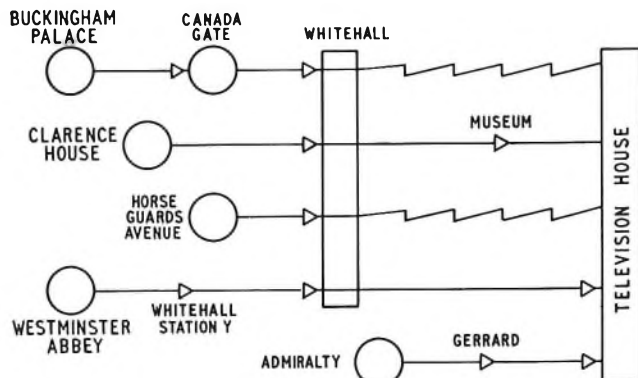 BUCKINGHAM
PALACE
CANADA
GATE
WHITEHALL
CLARENCE
HOUSE
MUSEUM
HORSE
GUARDS
AVENUE
WESTMINSTER
ABBEY
WHITEHALL
STATION Y
ADMIRALTY
GERRARD
TELEVISION HOUSE